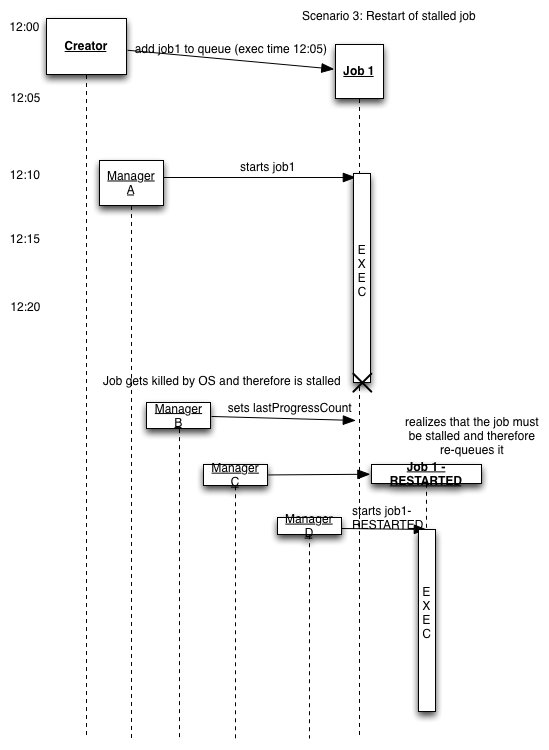 Scenario 3: Restart of stalled job
12:00
Creator
add job1 to queue (exec time 12:05)
Job 1
12:05
12:10
Manager
A
starts job1
12:15
E
X
E
C
12:20
Job gets killed by OS and therefore is stalled
Manager
B
sets lastProgressCount
realizes that the job must
be stalled and therefore
re-queues it
Manager
C
Job 1 -
RESTARTED
Manager
D
starts job1-
RESTARTED
E
X
E
C